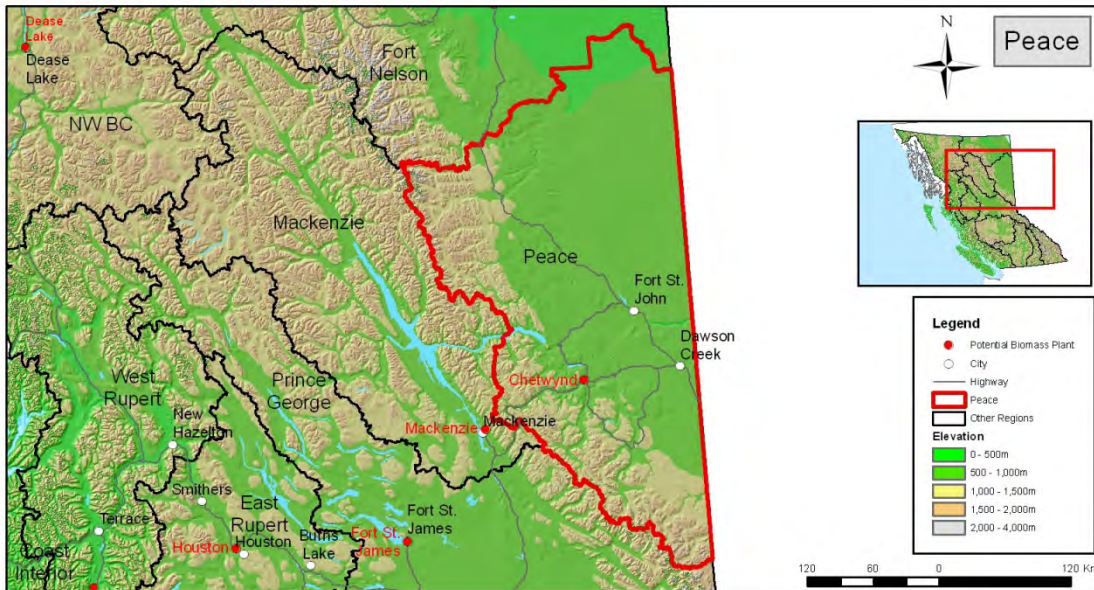 Dease
Lake
Dease
Lake
Fort
Nelson
N
Peace
NW BC
Mackenzie
Peace
Fort St.
John
Dawson
Creek
West
Rupert
Prince
George
Chetwynd
New
Hazelton
Mackenzie
Mackenzie
Smithers
East
Rupert
Terrace
Houston
Houston
Burns
Lake
Fort St.
James
Fort St.
James
Coast
Interior
Legend
Potential Biomass Plant
City
Highway
Peace
Other Regions
Elevation
0 - 500m
500 - 1,000m
1,000 - 1,500m
1,500 - 2,000m
2,000 - 4,000m
120 60 0 120 Km